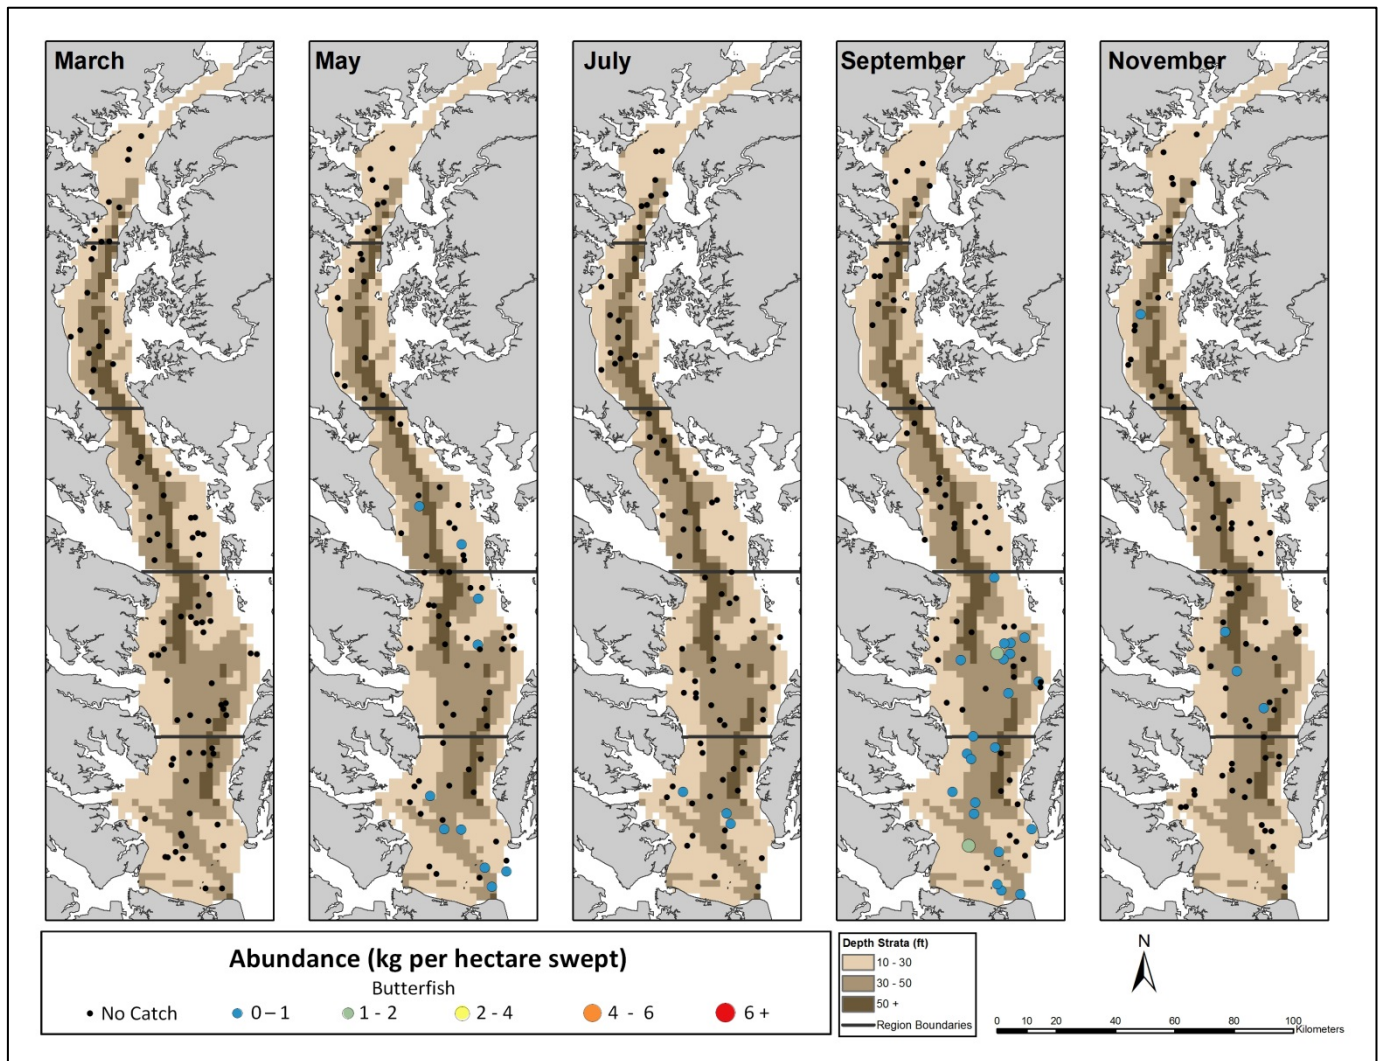 March
May
July
September
November
Abundance (kg per hectare swept)
Butterfish
No Catch
0 – 1
1 - 2
2 - 4
4 - 6
6 +
Depth Strata (ft)
10 - 30
30 - 50
50 +
Region Boundaries
N
0 10 20 40 60 80 100
Kilometers